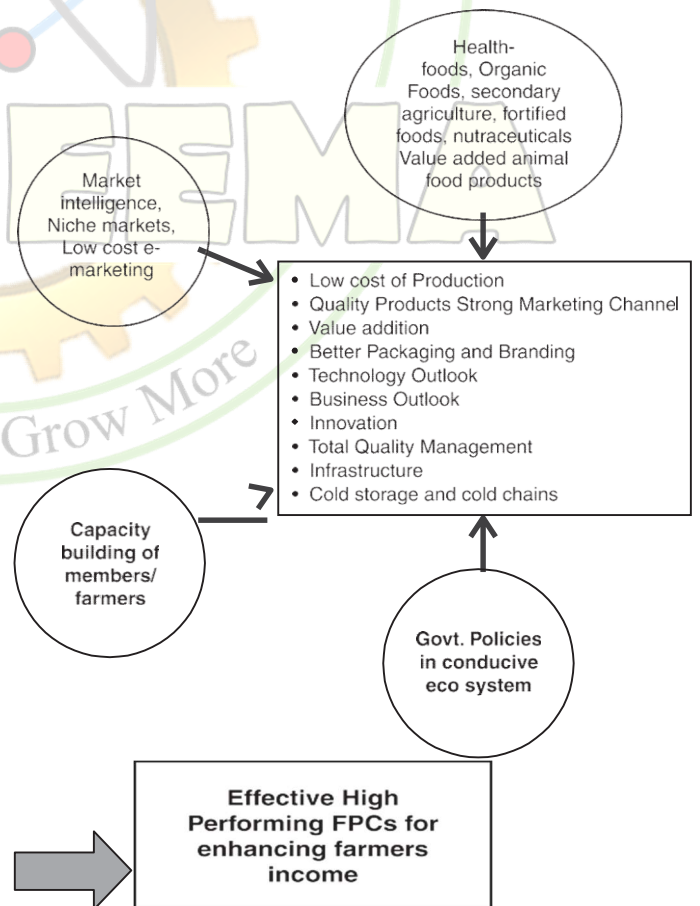 Health-
foods, Organic
Foods, secondary
agriculture, fortified
foods, nutraceuticals
Value added animal
food products
Market
intelligence,
Niche markets,
Low cost e-
marketing
• Low cost of Production
• Quality Products Strong Marketing Channel
• Value addition
• Better Packaging and Branding
• Technology Outlook
• Business Outlook
• Innovation
• Total Quality Management
• Infrastructure
• Cold storage and cold chains
EEMA
Grow More
Capacity
building of
members/
farmers
Govt. Policies
in conducive
eco system
Effective High
Performing FPCs for
enhancing farmers
income